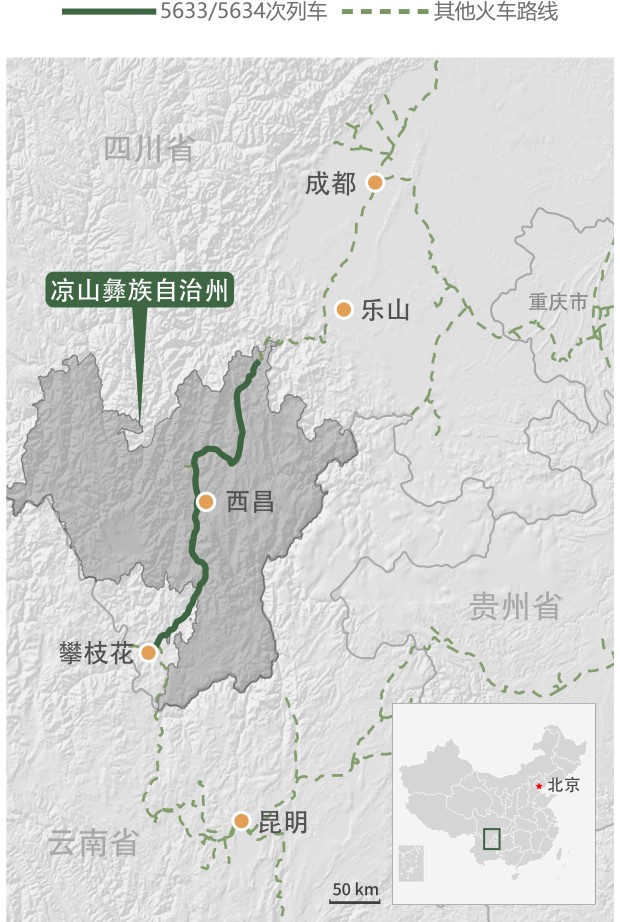 5633/5634次列车
其他火车路线
四川省
成都
凉山彝族自治州
乐山
重庆市
西昌
贵州省
攀枝花
北京
昆明
云南省
50 km